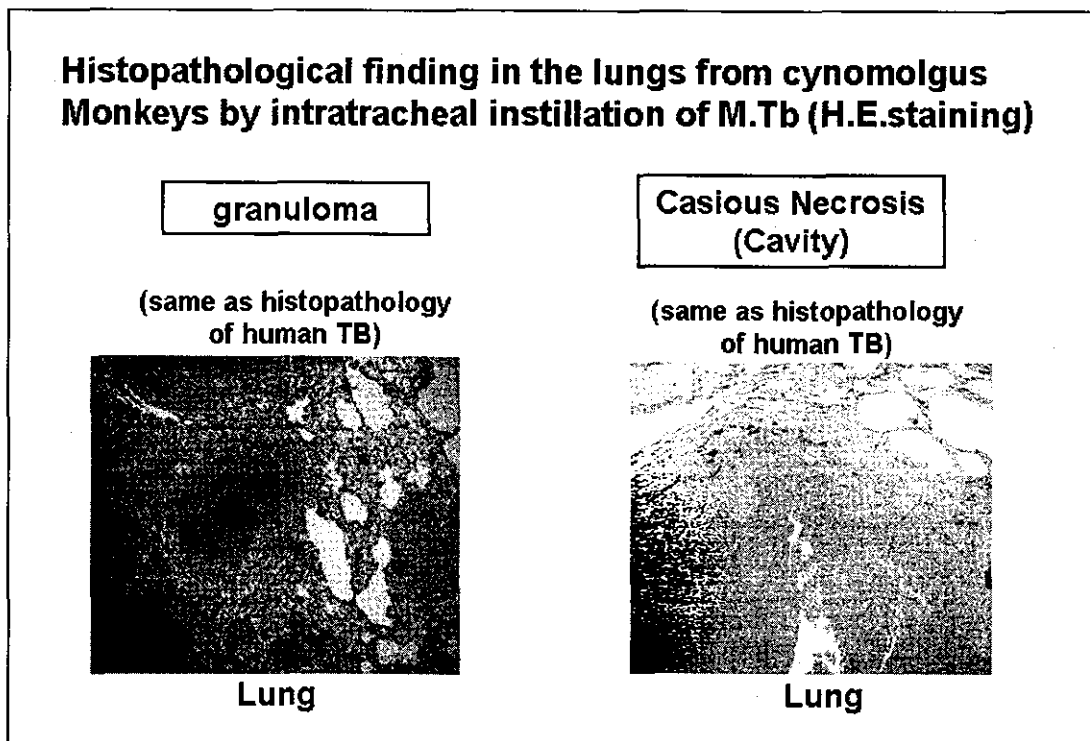 Histopathological finding in the lungs from cynomolgus
Monkeys by intratracheal instillation of M.Tb (H.E.staining)
granuloma
(same as histopathology
of human TB)
Lung
Casious Necrosis
(Cavity)
(same as histopathology
of human TB)
Lung